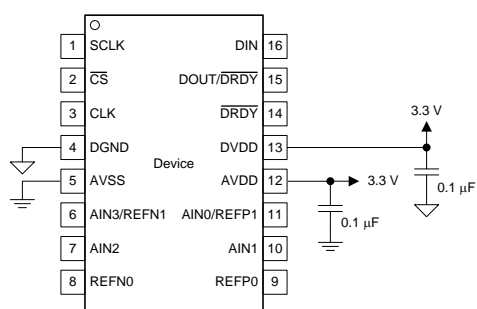 1 SCLK DIN 16
2 CS DOUT/DRDY 15
3 CLK DRDY 14
3.3 V
4 DGND DVDD 13
Device
5 AVSS AVDD 12 3.3 V
0.1 μF
6 AIN3/REFN1 AIN0/REFP1 11
0.1 μF
7 AIN2 AIN1 10
8 REFN0 REFP0 9